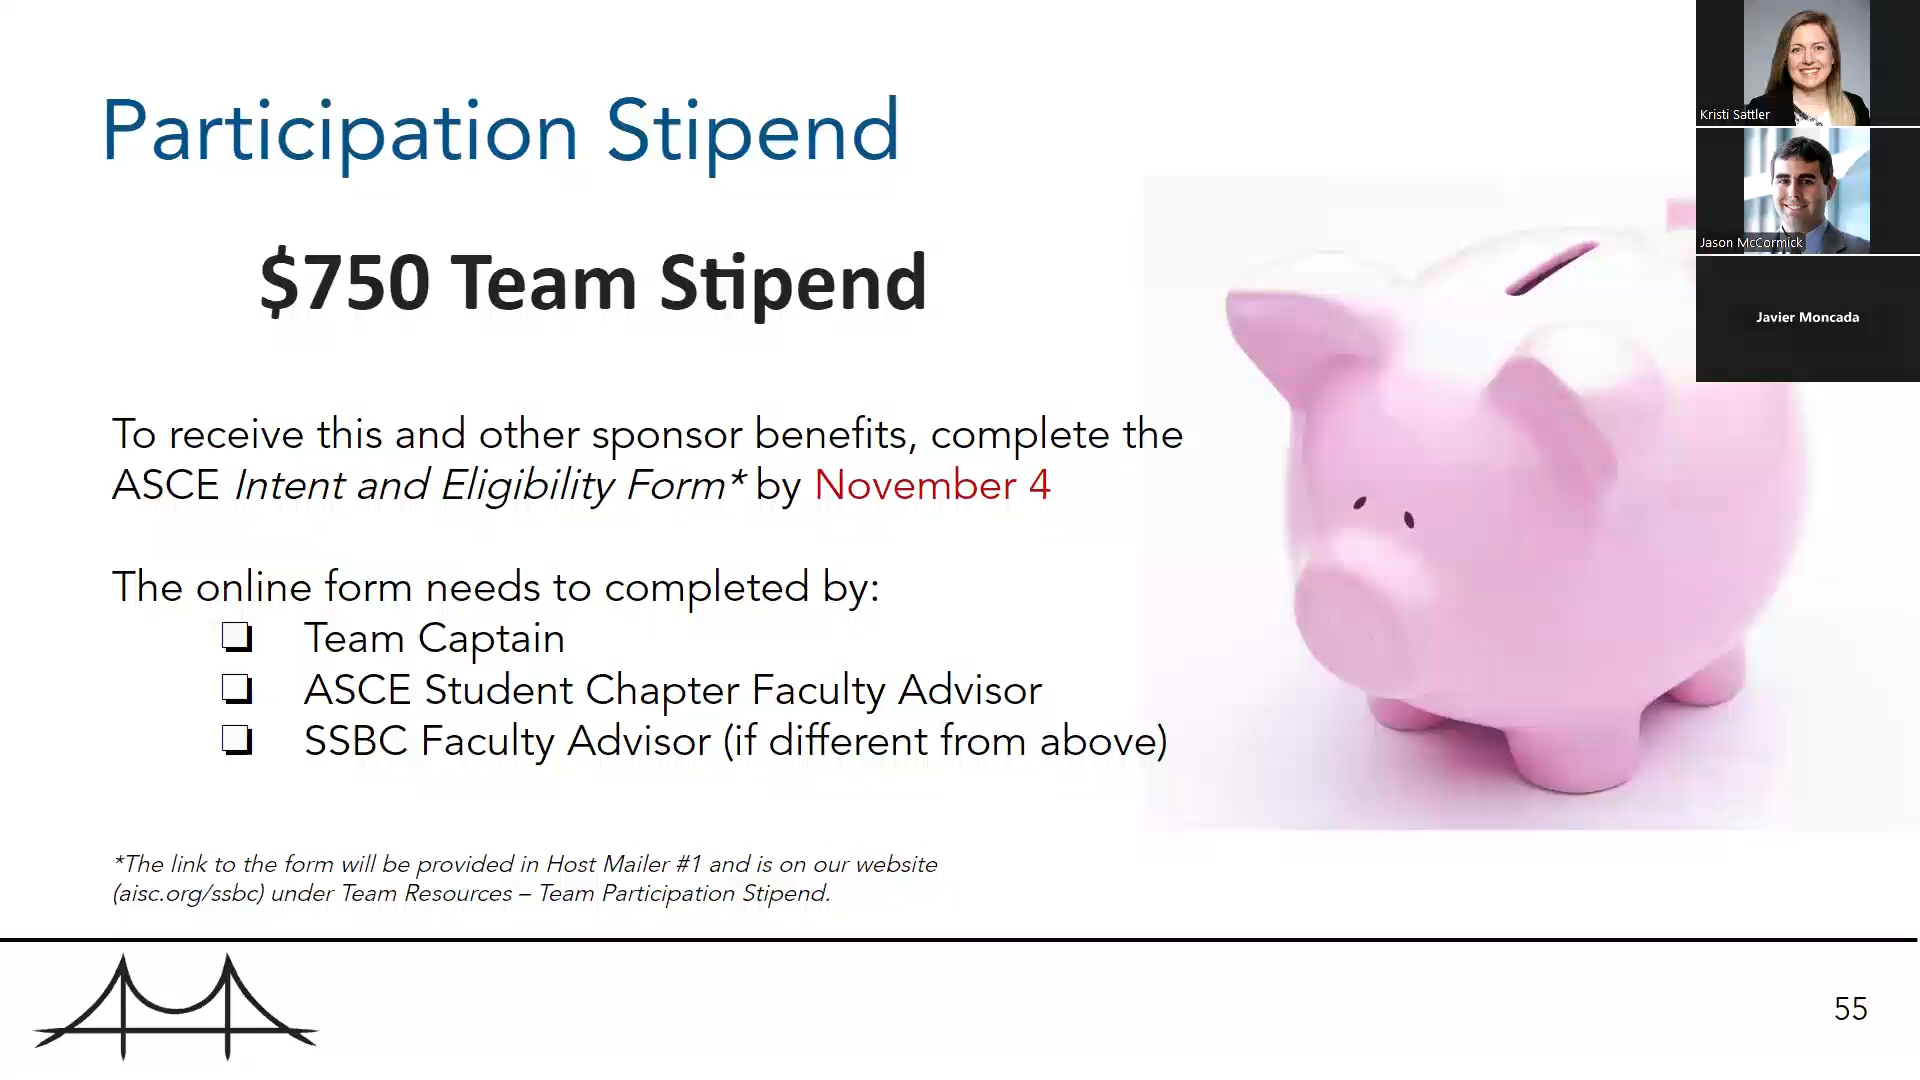 Participation Stipend
$750 Team Stipend
To receive this and other sponsor benefits, complete the
ASCE Intent and Eligibility Form* by November 4
The online form needs to completed by:
Team Captain
ASCE Student Chapter Faculty Advisor
SSBC Faculty Advisor (if different from above)
*The link to the form will be provided in Host Mailer #1 and is on our website
(aisc.org/ssbc) under Team Resources – Team Participation Stipend.
55
Kristi Sattler
Jason McCormick
Javier Moncada